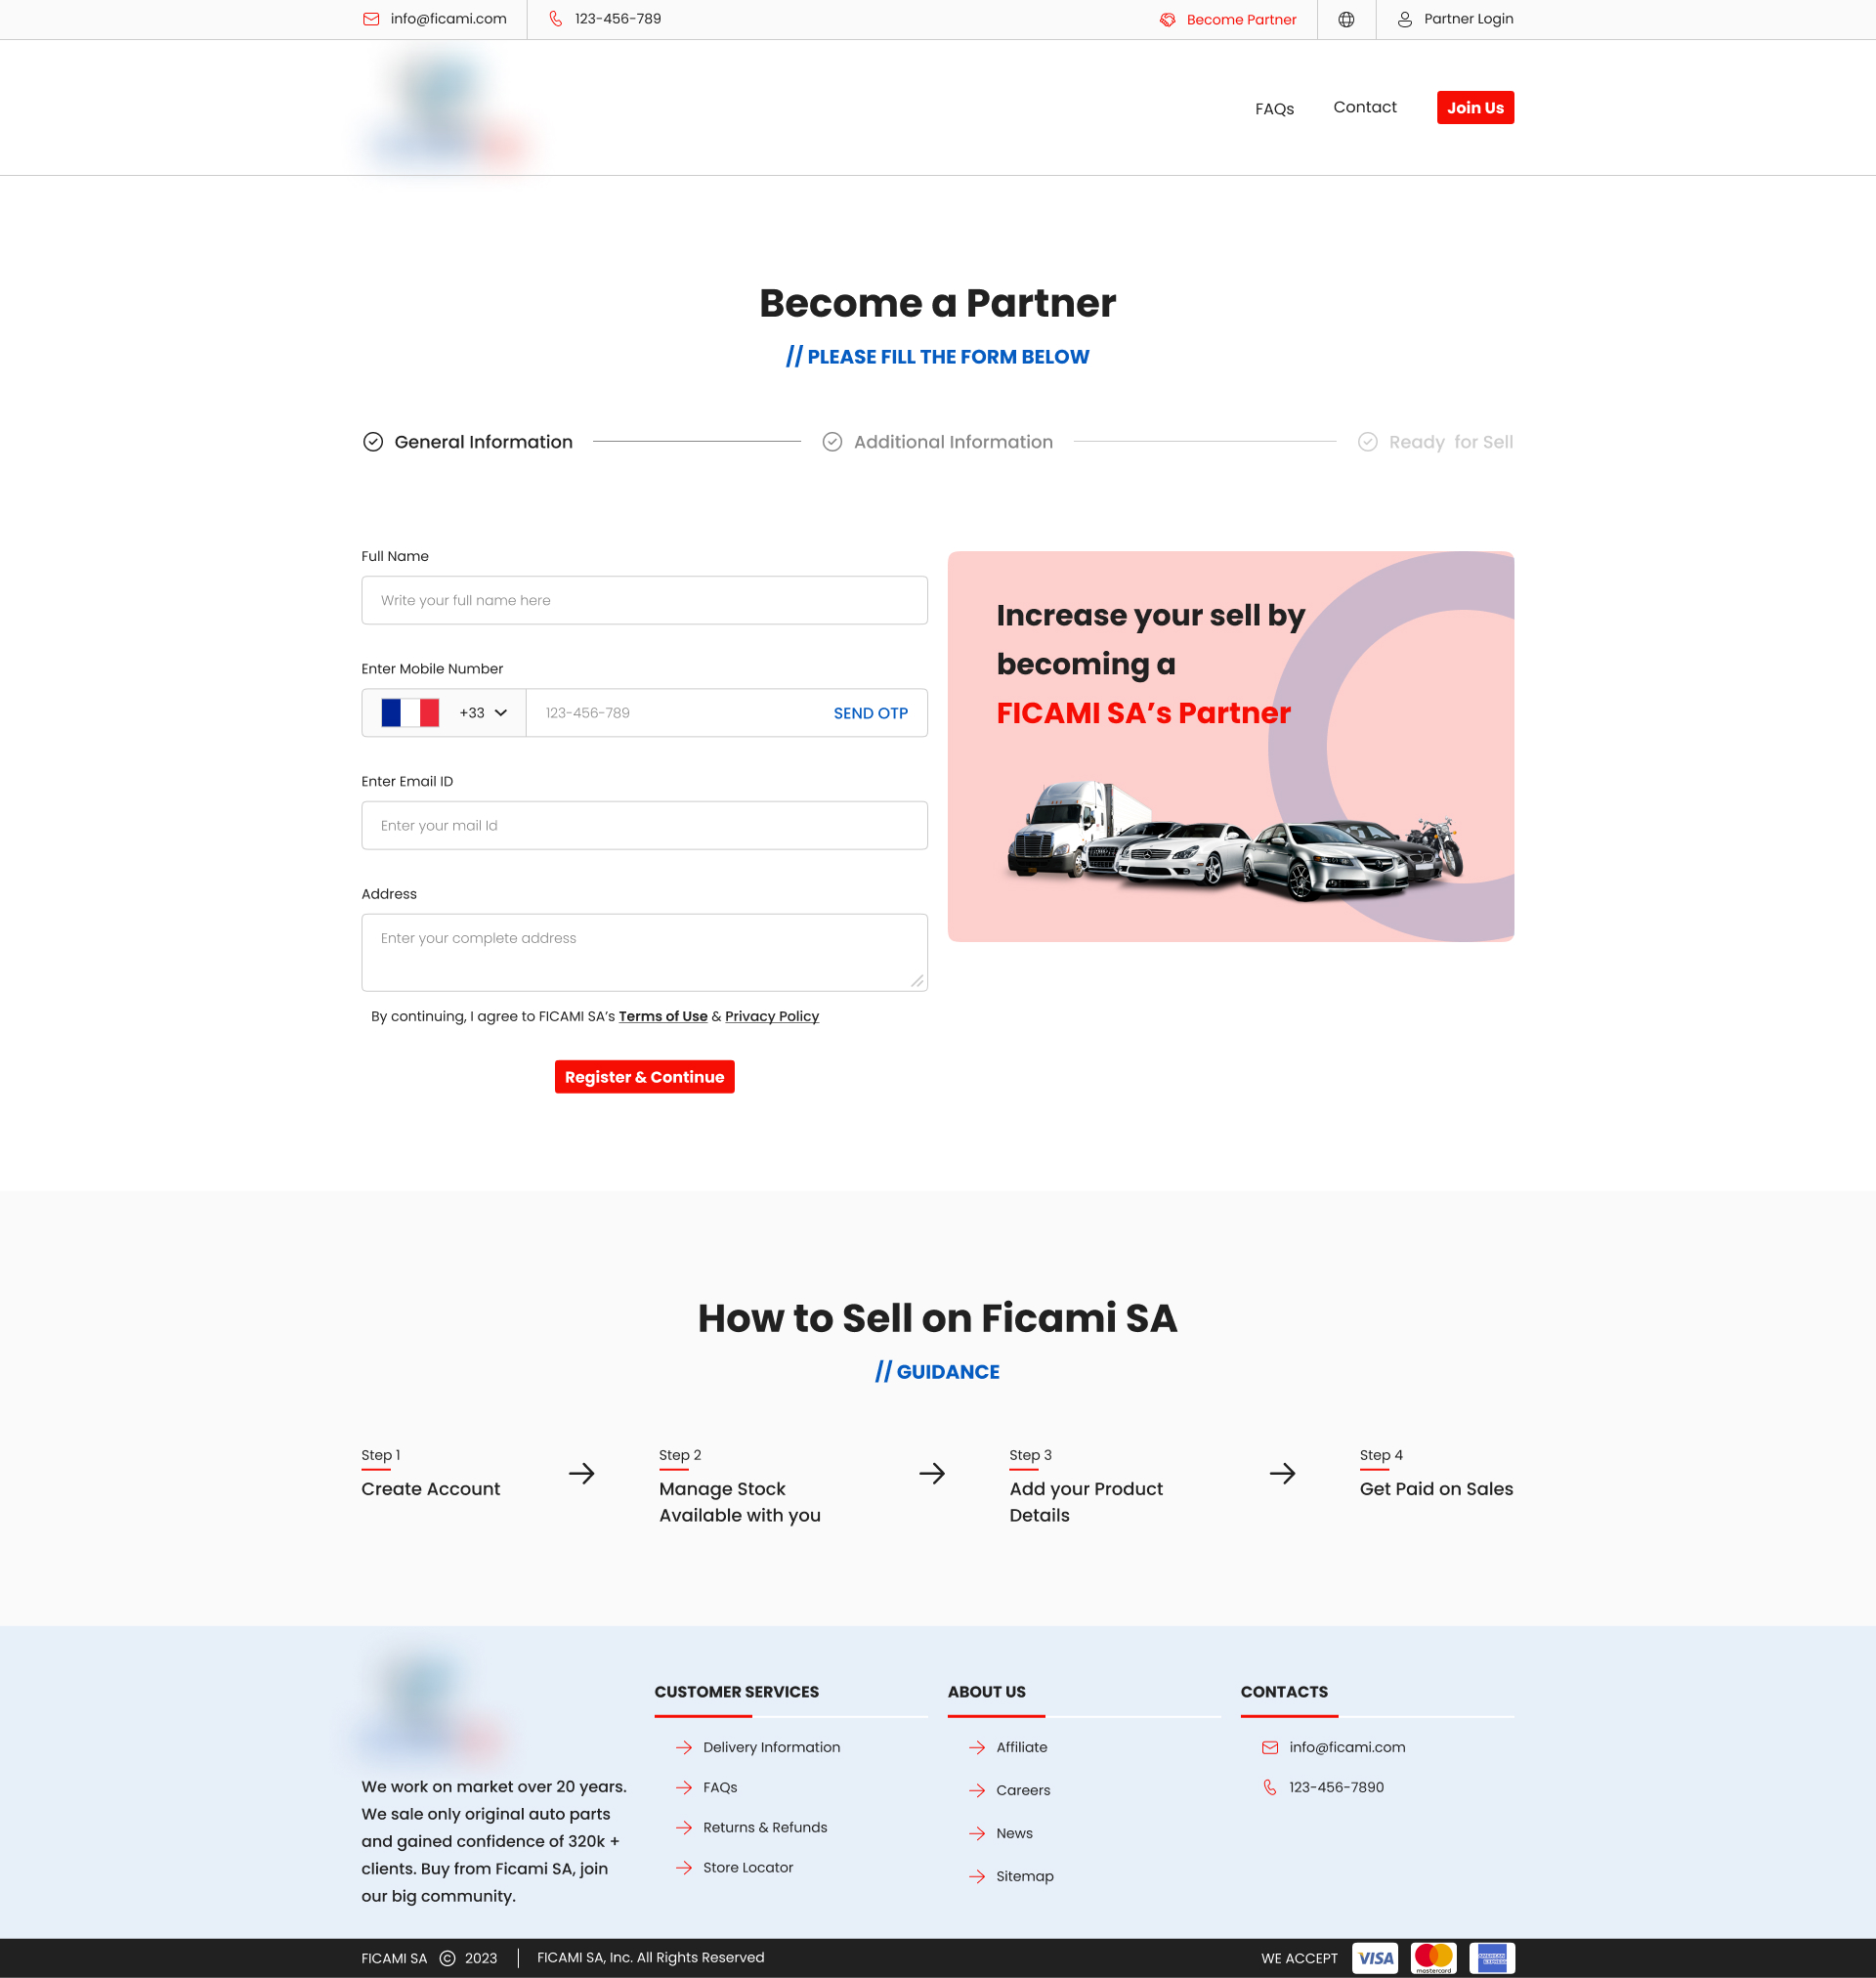 info@ficami.com
123-456-789
Become Partner
Partner Login
FAQs
Contact
Join Us
Become a Partner
// PLEASE FILL THE FORM BELOW
General Information
Additional Information
Ready for Sell
Full Name
Write your full name here
Enter Mobile Number
+33
123-456-789
SEND OTP
Enter Email ID
Enter your mail Id
Address
Enter your complete address
By continuing, I agree to FICAMI SA’s Terms of Use & Privacy Policy
Register & Continue
Increase your sell by
becoming a
FICAMI SA’s Partner
How to Sell on Ficami SA
// GUIDANCE
Step 1
Create Account
Step 2
Manage Stock
Available with you
Step 3
Add your Product
Details
Step 4
Get Paid on Sales
We work on market over 20 years.
We sale only original auto parts
and gained confidence of 320k +
clients. Buy from Ficami SA, join
our big community.
CUSTOMER SERVICES
Delivery Information
FAQs
Returns & Refunds
Store Locator
ABOUT US
Affiliate
Careers
News
Sitemap
CONTACTS
info@ficami.com
123-456-7890
FICAMI SA © 2023
FICAMI SA, Inc. All Rights Reserved
WE ACCEPT
VISA
mastercard
AMERICAN
EXPRESS